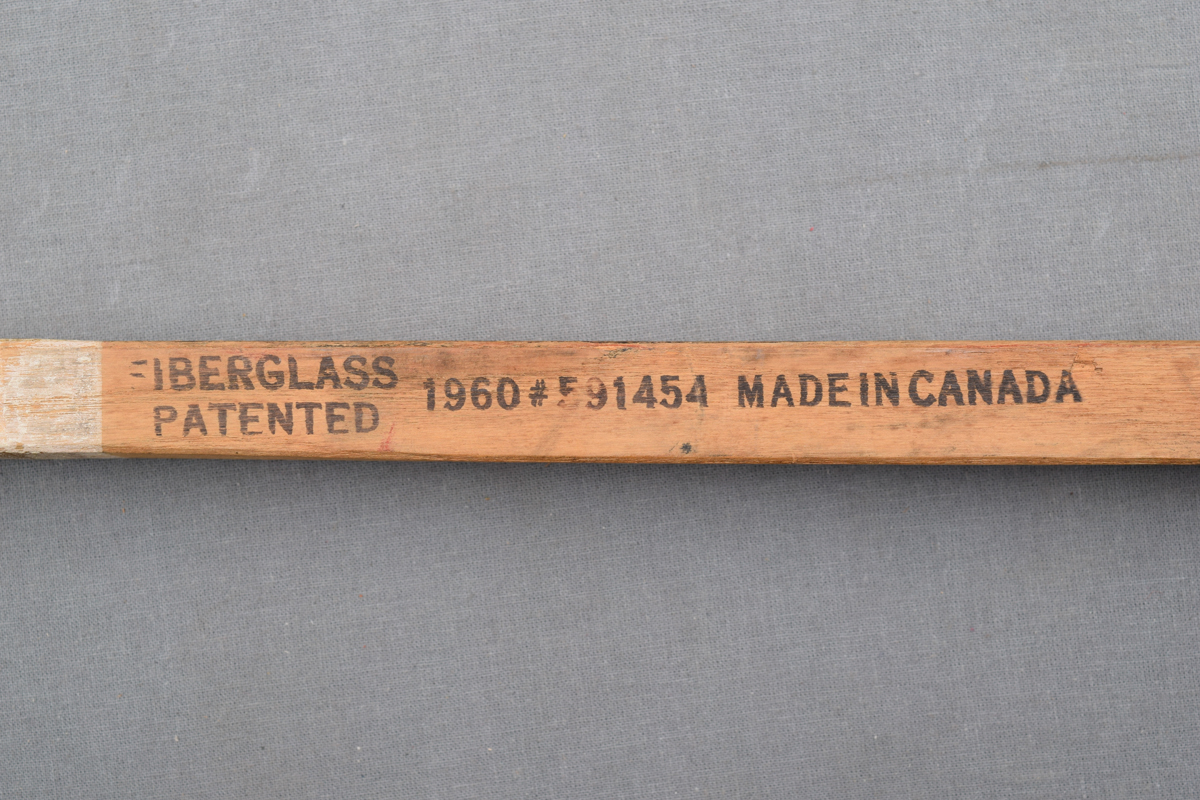 FIBERGLASS
PATENTED
1960 # 591454 MADE IN CANADA